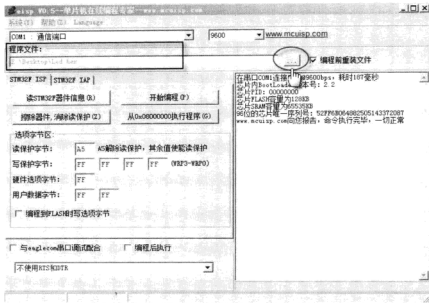 mcuisp V0.5--单片机在线编程专家--www.mcuisp.com
系统(X) 帮助(Z) Language
COM1 通信端口 9600 www.mcuisp.com
程序文件:
Desktop\Led hex ... 编程前重装文件
STM32F ISP STM32F IAP
读STM32F器件信息(R) 开始编程(P)
擦除器件,消除读保护(Z) 从0x08000000执行程序(G)
选项字节区:
读保护字节: A5 A5解除读保护，其余值使能读保护
写保护字节: FF FF FF FF (WRP3-WRP0)
硬件选项字节: FF
用户数据字节: FF FF
编程到FLASH时写选项字节
与eaglecom串口调试配合 编程后执行
不使用RTS和DTR
在串口COM1连接 9600bps，耗时187毫秒
芯片内BootLoader 本号: 2.2
芯片PID: 00000000
芯片FLASH容量为128KB
芯片SRAM容量为65535KB
96位的芯片唯一序列号: 52FF6B064882505143372087
www.mcuisp.com向您报告，命令执行完毕，一切正常